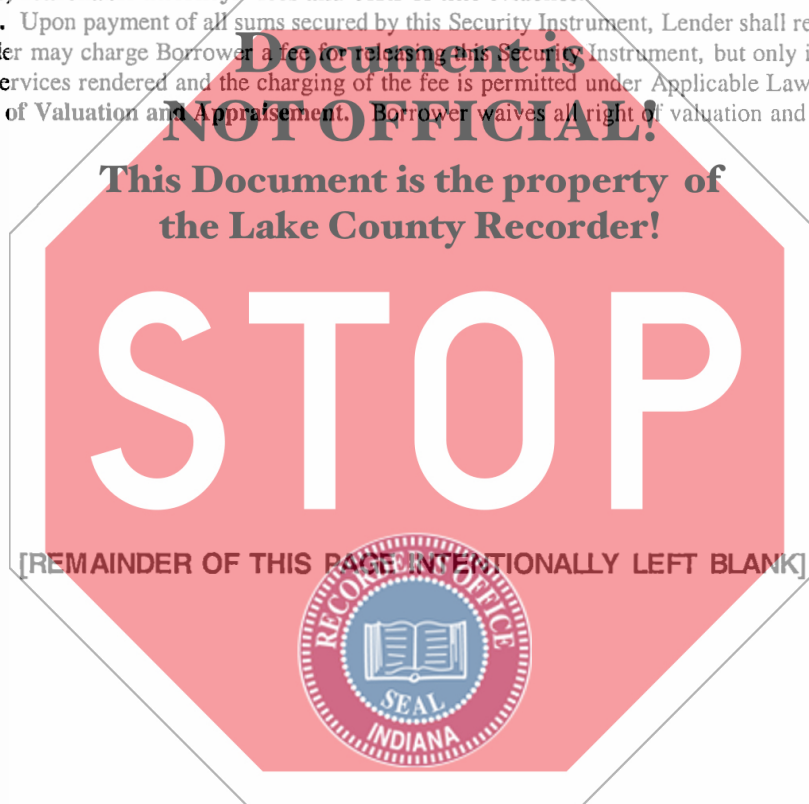 . Upon payment of all sums secured by this Security Instrument, Lender shall re
er may charge Borrower a fee for releasing this Security Instrument, but only i
ervices rendered and the charging of the fee is permitted under Applicable Law
of Valuation and Appraisement. Borrower waives all right of valuation and
Document is
NOT OFFICIAL!
This Document is the property of
the Lake County Recorder!
STOP
[REMAINDER OF THIS PAGE INTENTIONALLY LEFT BLANK]
RECORDER'S OFFICE
SEAL
INDIANA